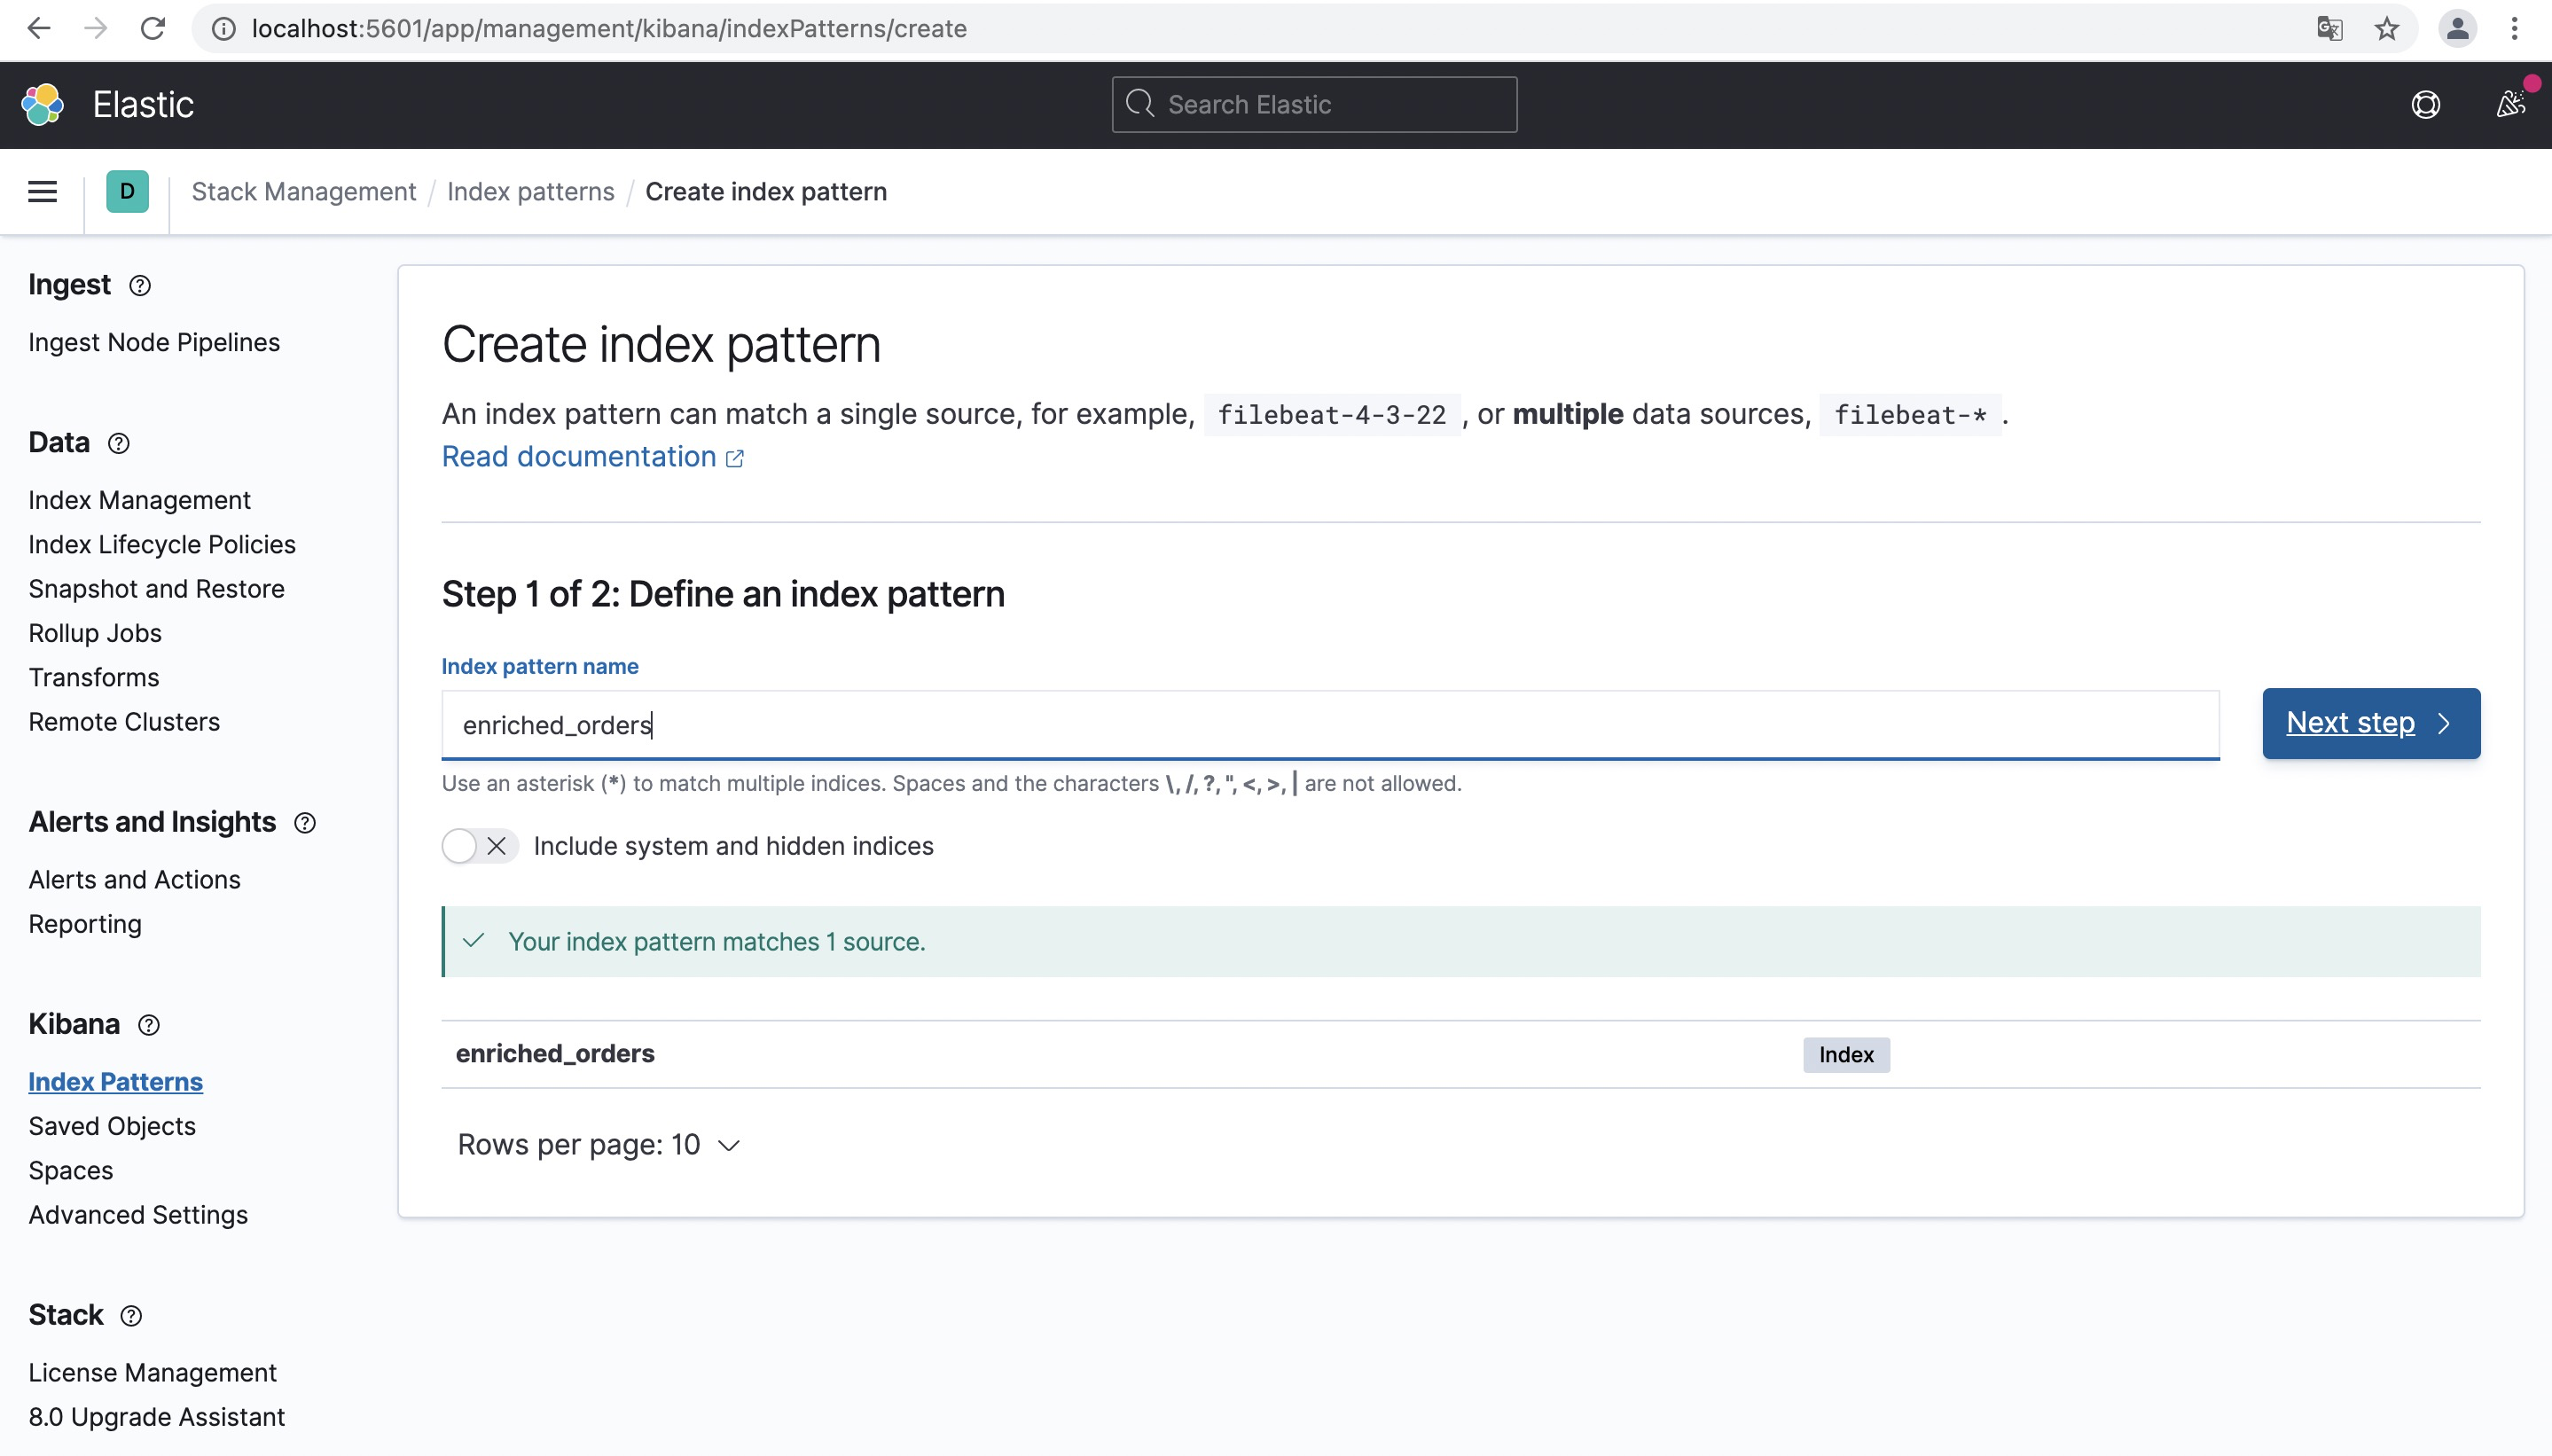 localhost:5601/app/management/kibana/indexPatterns/create
Elastic
Search Elastic
D
Stack Management / Index patterns / Create index pattern
Ingest
Ingest Node Pipelines
Data
Index Management
Index Lifecycle Policies
Snapshot and Restore
Rollup Jobs
Transforms
Remote Clusters
Alerts and Insights
Alerts and Actions
Reporting
Kibana
Index Patterns
Saved Objects
Spaces
Advanced Settings
Stack
License Management
8.0 Upgrade Assistant
Create index pattern
An index pattern can match a single source, for example, filebeat-4-3-22 , or multiple data sources, filebeat-* .
Read documentation
Step 1 of 2: Define an index pattern
Index pattern name
enriched_orders
Next step
Use an asterisk (*) to match multiple indices. Spaces and the characters \, /, ?, ", <, >, | are not allowed.
Include system and hidden indices
Your index pattern matches 1 source.
enriched_orders Index
Rows per page: 10